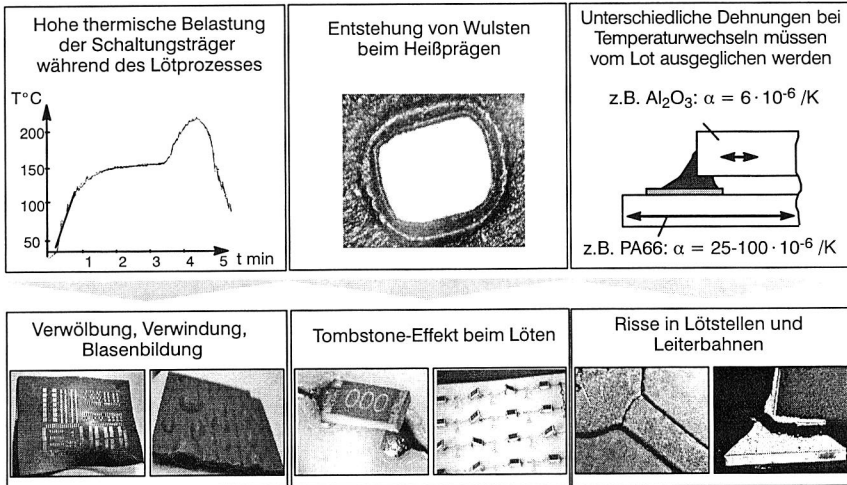 Hohe thermische Belastung
der Schaltungsträger
während des Lötprozesses
T°C
200
150
100
50
1 2 3 4 5 t min
Entstehung von Wulsten
beim Heißprägen
Unterschiedliche Dehnungen bei
Temperaturwechseln müssen
vom Lot ausgeglichen werden
z.B. Al₂O₃: α = 6·10⁻⁶ /K
z.B. PA66: α = 25-100·10⁻⁶ /K
Verwölbung, Verwindung,
Blasenbildung
Tombstone-Effekt beim Löten
000
Risse in Lötstellen und
Leiterbahnen